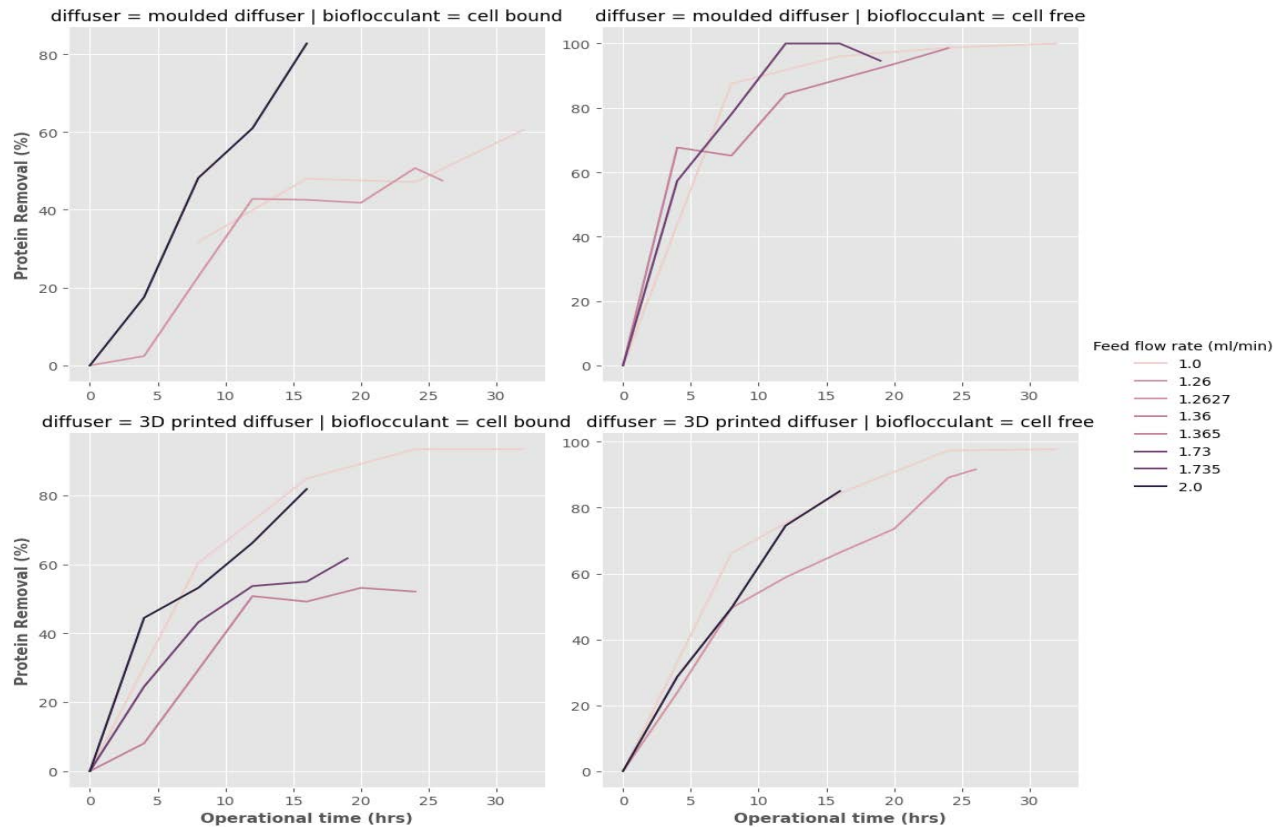 diffuser = moulded diffuser | bioflocculant = cell bound
diffuser = moulded diffuser | bioflocculant = cell free
Protein Removal (%)
80
60
40
20
0
0 5 10 15 20 25 30
100
80
60
40
20
0
0 5 10 15 20 25 30
diffuser = 3D printed diffuser | bioflocculant = cell bound
diffuser = 3D printed diffuser | bioflocculant = cell free
Protein Removal (%)
80
60
40
20
0
0 5 10 15 20 25 30
Operational time (hrs)
100
80
60
40
20
0
0 5 10 15 20 25 30
Operational time (hrs)
Feed flow rate (ml/min)
1.0
1.26
1.2627
1.36
1.365
1.73
1.735
2.0